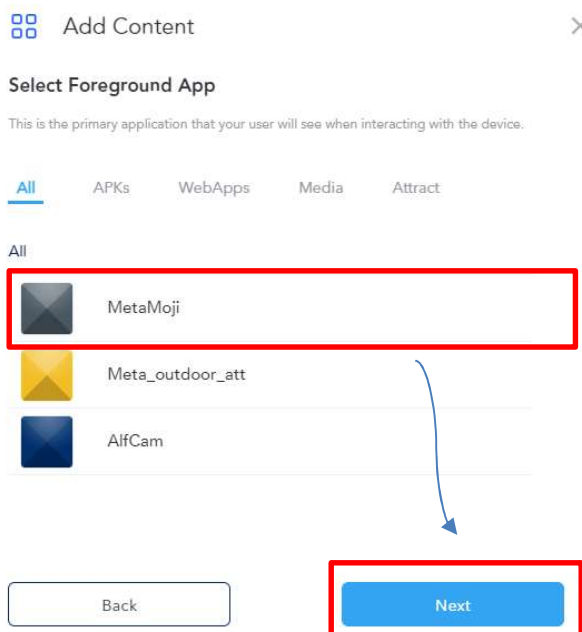 Add Content
Select Foreground App
This is the primary application that your user will see when interacting with the device.
All APKs WebApps Media Attract
All
MetaMoji
Meta_outdoor_att
AlfCam
Back Next